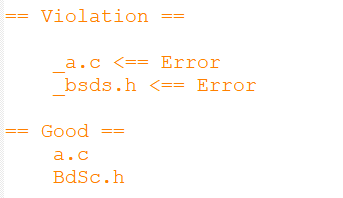 == Violation ==
_a.c <== Error
_bsds.h <== Error
== Good ==
a.c
BdSc.h